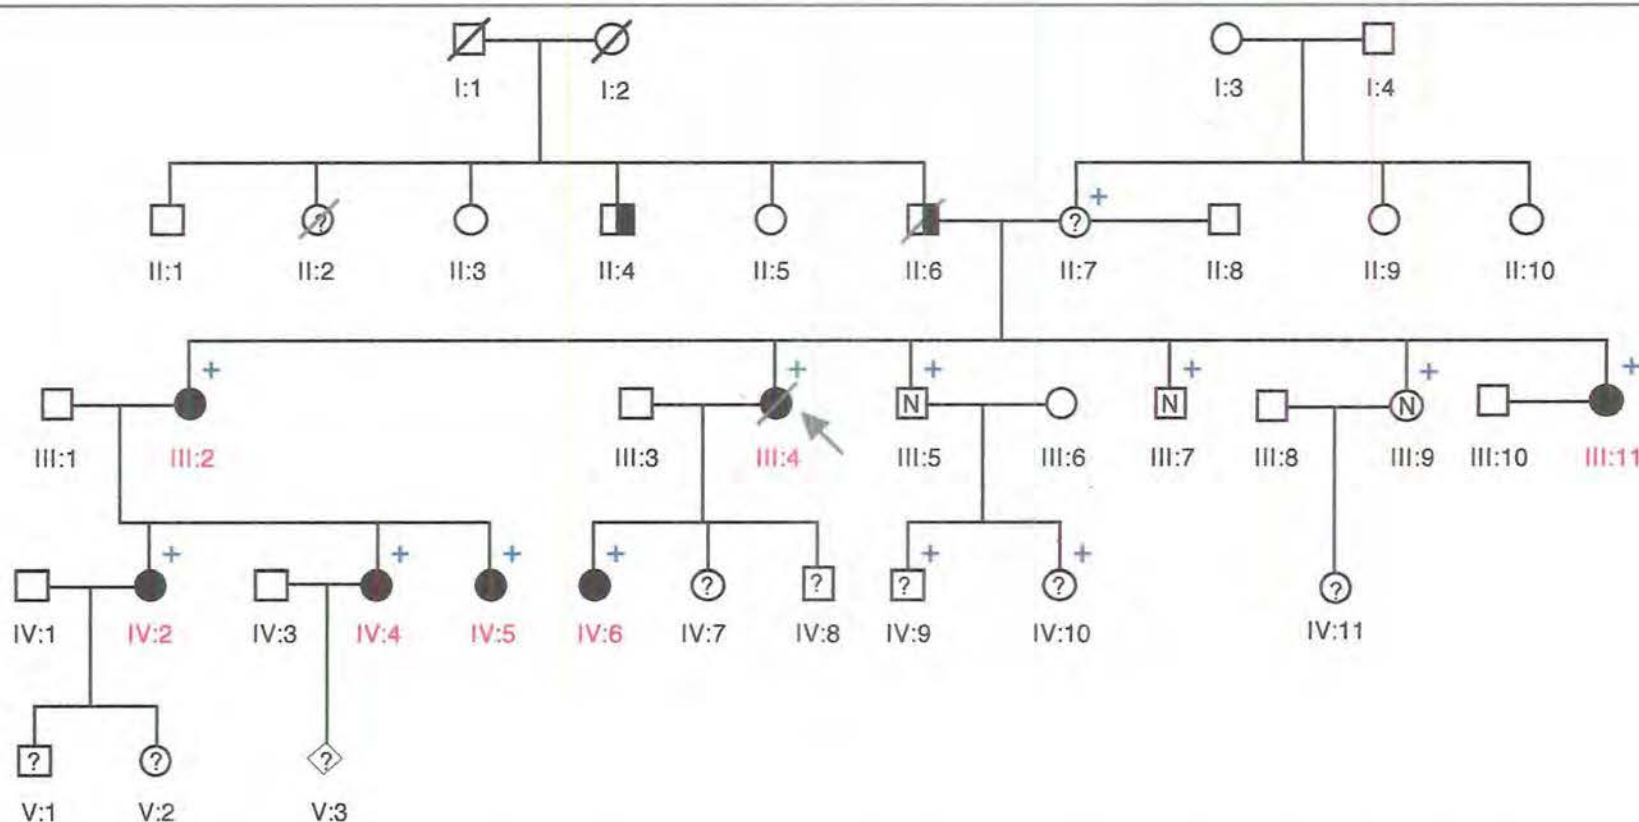 I:1 I:2 I:3 I:4
? + ?
II:1 II:2 II:3 II:4 II:5 II:6 II:7 II:8 II:9 II:10
+ + + + + +
N N N
III:1 III:2 III:3 III:4 III:5 III:6 III:7 III:8 III:9 III:10 III:11
+ + + + + +
? ? ? ? ?
IV:1 IV:2 IV:3 IV:4 IV:5 IV:6 IV:7 IV:8 IV:9 IV:10 IV:11
? ? ?
V:1 V:2 V:3